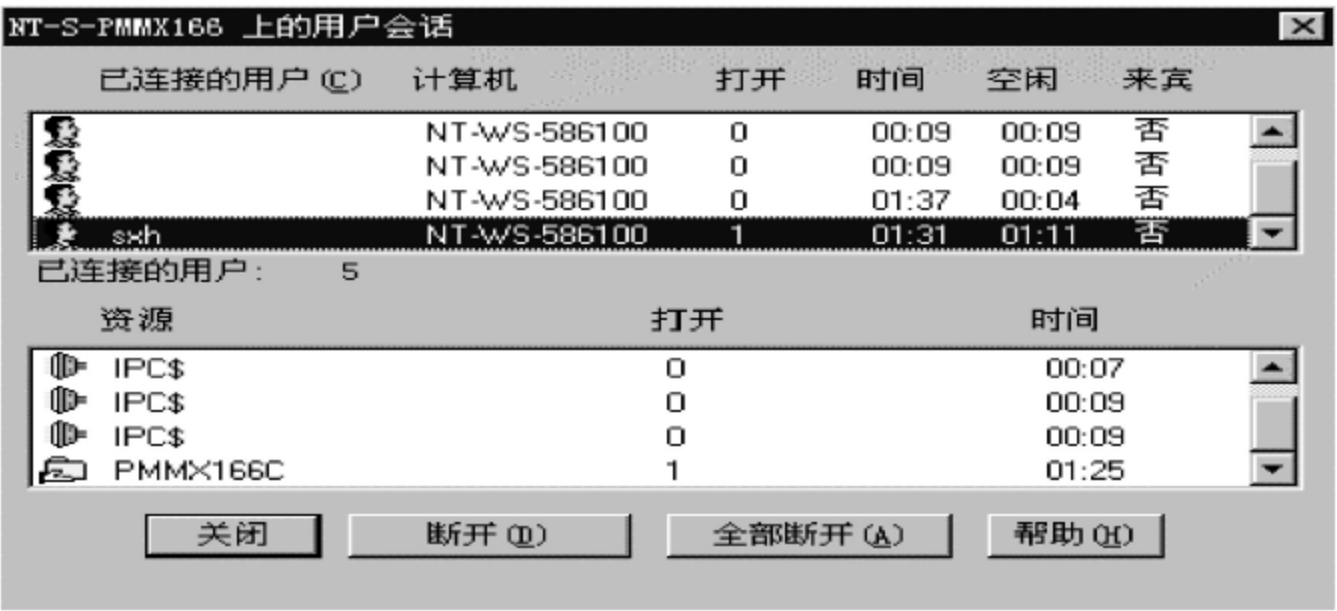 NT-S-PMMX166 上的用户会话
已连接的用户(C) 计算机 打开 时间 空闲 来宾
NT-WS-586100 0 00:09 00:09 否
NT-WS-586100 0 00:09 00:09 否
NT-WS-586100 0 01:37 00:04 否
sxh NT-WS-586100 1 01:31 01:11 否
已连接的用户: 5
资源 打开 时间
IPC$ 0 00:07
IPC$ 0 00:09
IPC$ 0 00:09
PMMX166C 1 01:25
关闭 断开(D) 全部断开(A) 帮助(H)